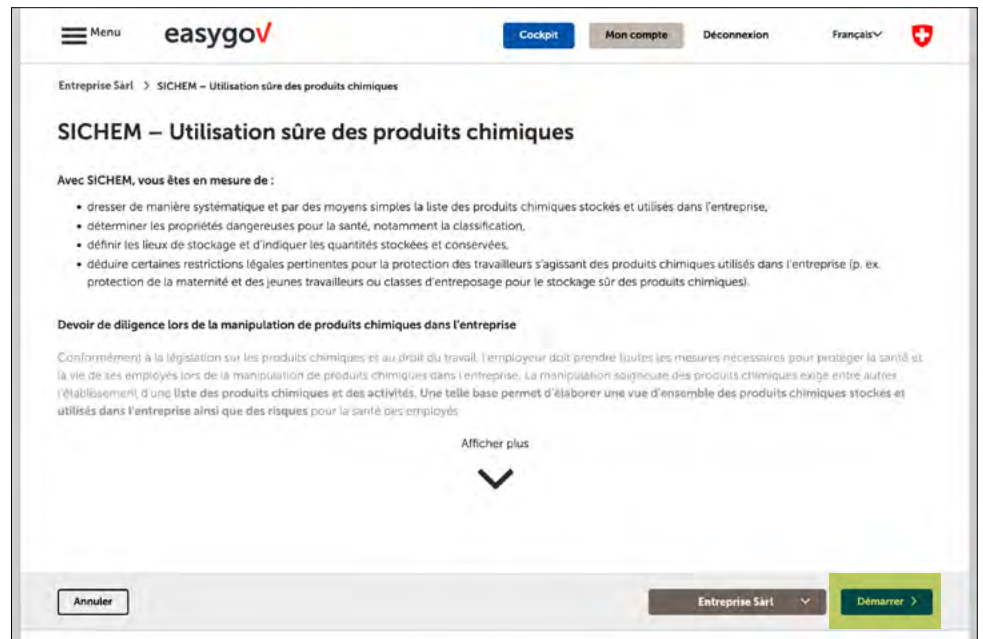 Menu easygov Cockpit Mon compte Déconnexion Français
Entreprise Sàrl > SICHEM – Utilisation sûre des produits chimiques
SICHEM – Utilisation sûre des produits chimiques
Avec SICHEM, vous êtes en mesure de :
• dresser de manière systématique et par des moyens simples la liste des produits chimiques stockés et utilisés dans l'entreprise,
• déterminer les propriétés dangereuses pour la santé, notamment la classification,
• définir les lieux de stockage et d'indiquer les quantités stockées et conservées,
• déduire certaines restrictions légales pertinentes pour la protection des travailleurs s'agissant des produits chimiques utilisés dans l'entreprise (p. ex.
protection de la maternité et des jeunes travailleurs ou classes d'entreposage pour le stockage sûr des produits chimiques).
Devoir de diligence lors de la manipulation de produits chimiques dans l'entreprise
Conformément à la législation sur les produits chimiques et au droit du travail, l'employeur doit prendre toutes les mesures nécessaires pour protéger la santé et
la vie de ses employés lors de la manipulation de produits chimiques dans l'entreprise. La manipulation soigneuse des produits chimiques exige entre autres
l'établissement d'une liste des produits chimiques et des activités. Une telle base permet d'élaborer une vue d'ensemble des produits chimiques stockés et
utilisés dans l'entreprise ainsi que des risques pour la santé des employés
Afficher plus
Annuler Entreprise Sàrl Démarrer >